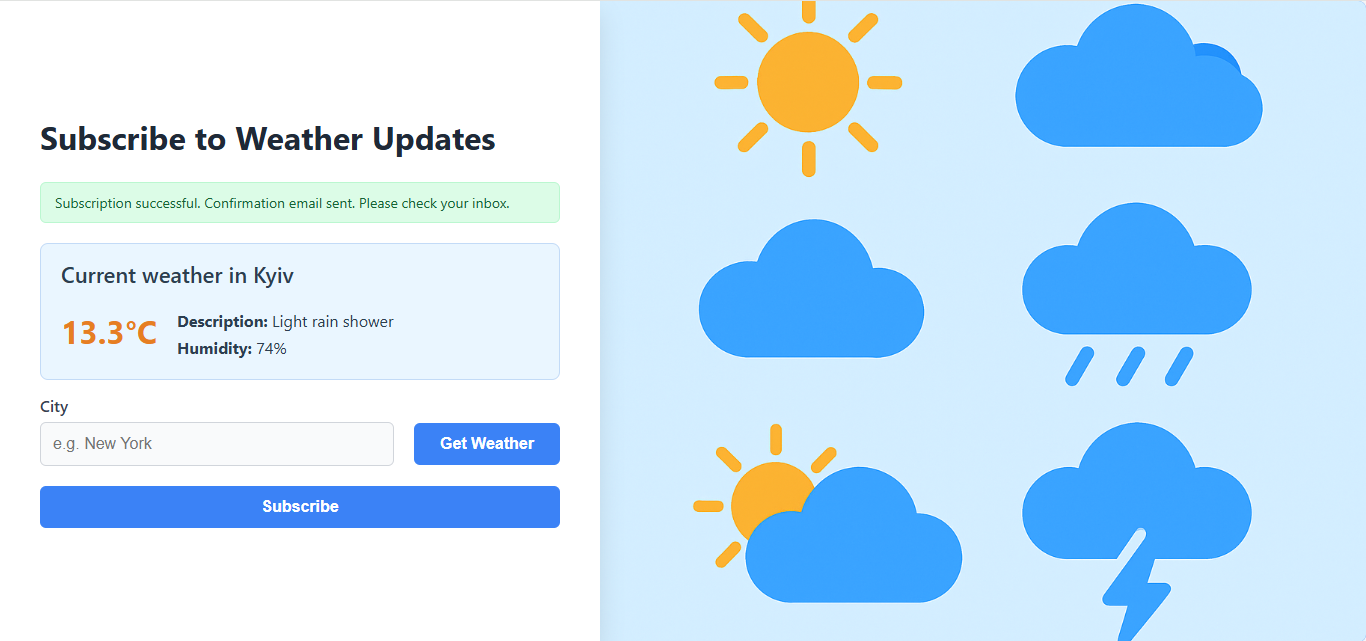 Subscribe to Weather Updates
Subscription successful. Confirmation email sent. Please check your inbox.
Current weather in Kyiv
13.3°C
Description: Light rain shower
Humidity: 74%
City
e.g. New York
Get Weather
Subscribe